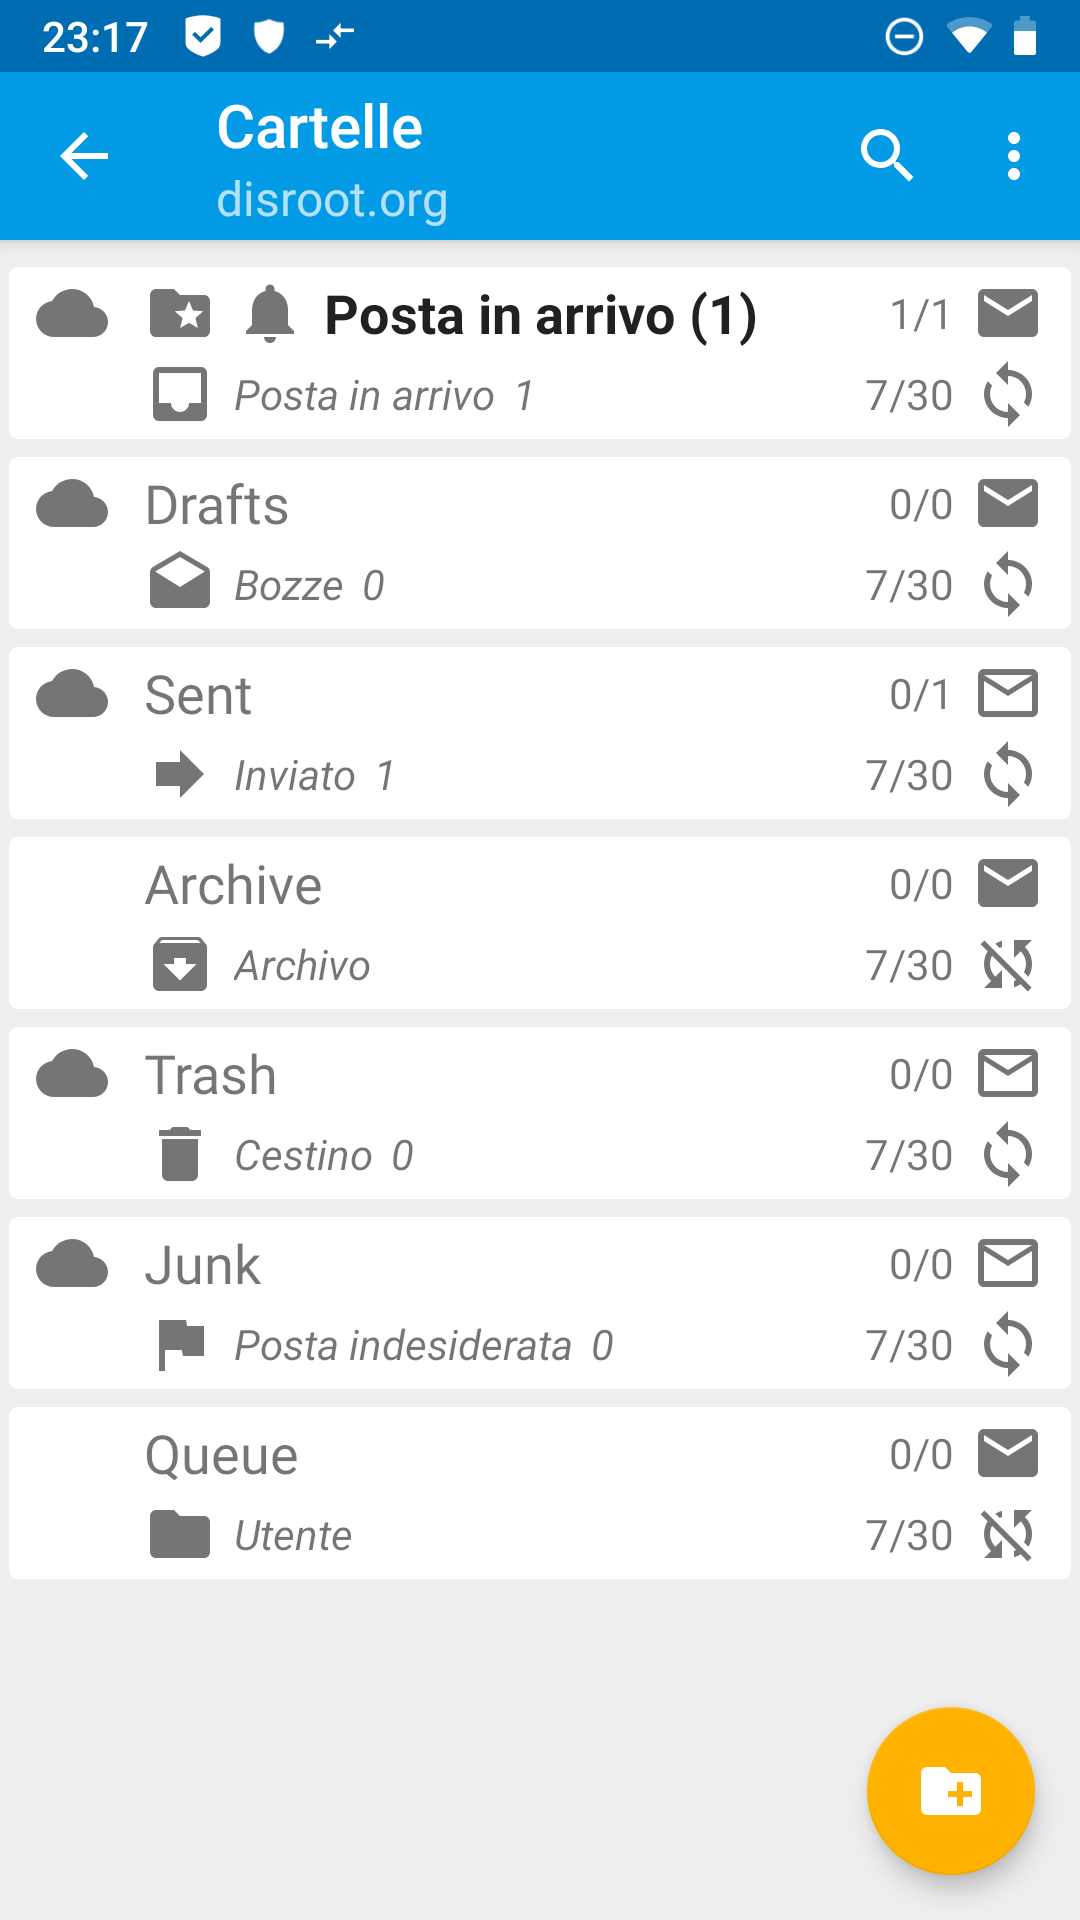 23:17
Cartelle
disroot.org
Posta in arrivo (1) 1/1
Posta in arrivo 1 7/30
Drafts 0/0
Bozze 0 7/30
Sent 0/1
Inviato 1 7/30
Archive 0/0
Archivo 7/30
Trash 0/0
Cestino 0 7/30
Junk 0/0
Posta indesiderata 0 7/30
Queue 0/0
Utente 7/30